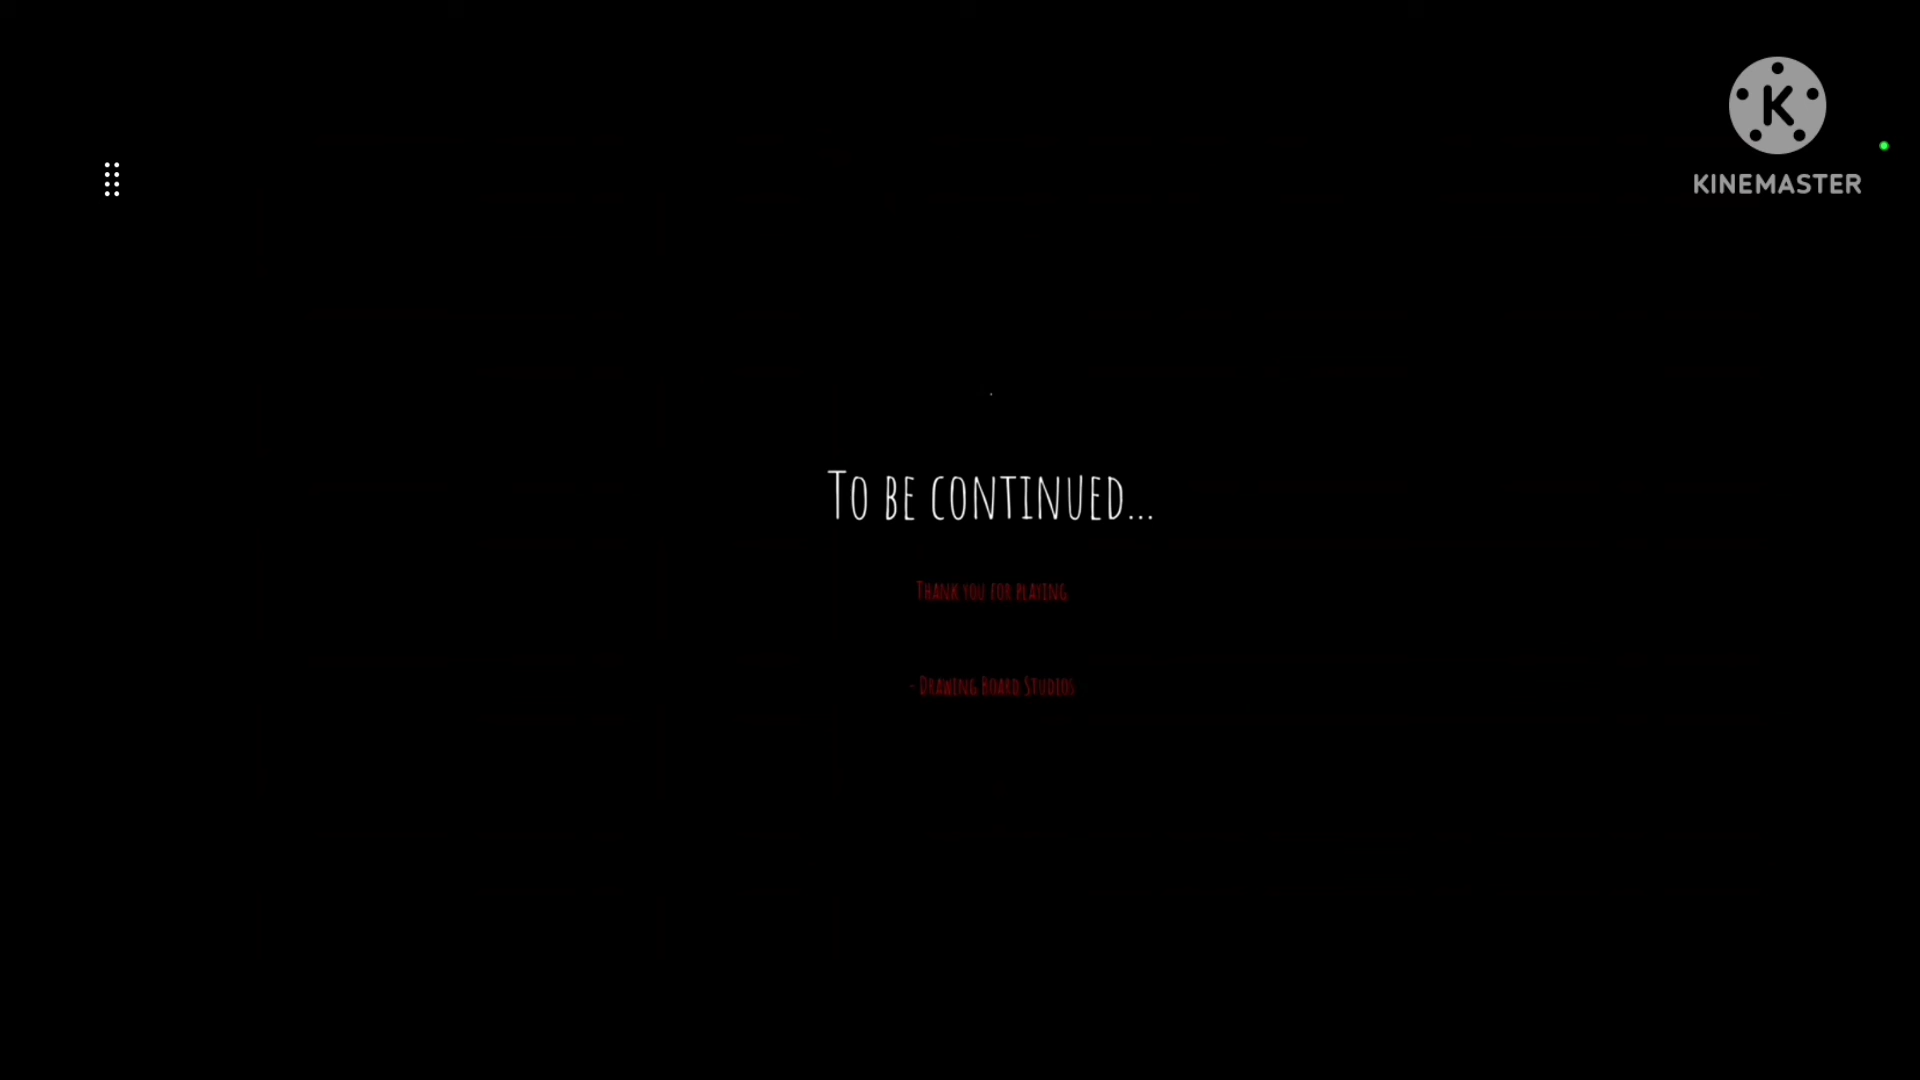 K
KINEMASTER
To be continued...
Thank you for playing
- Drawing Board Studios